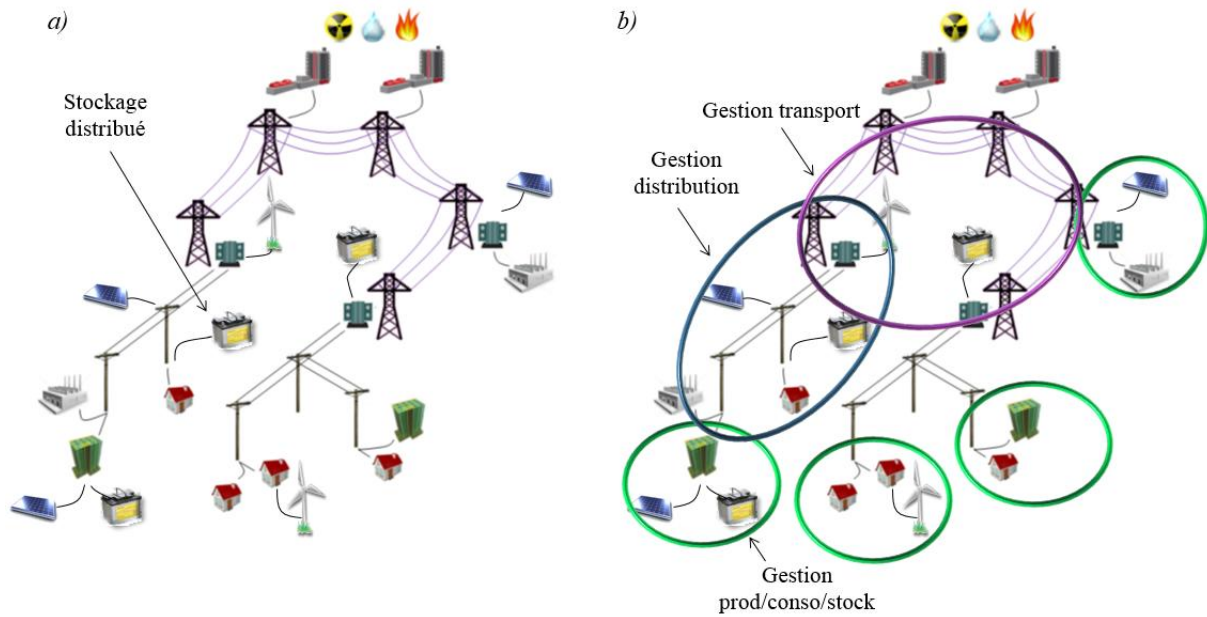 a)
Stockage
distribué
b)
Gestion transport
Gestion
distribution
Gestion
prod/conso/stock